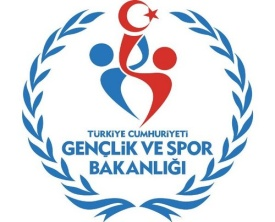 TÜRKİYE CUMHURİYETİ
GENÇLİK VE SPOR
BAKANLIĞI